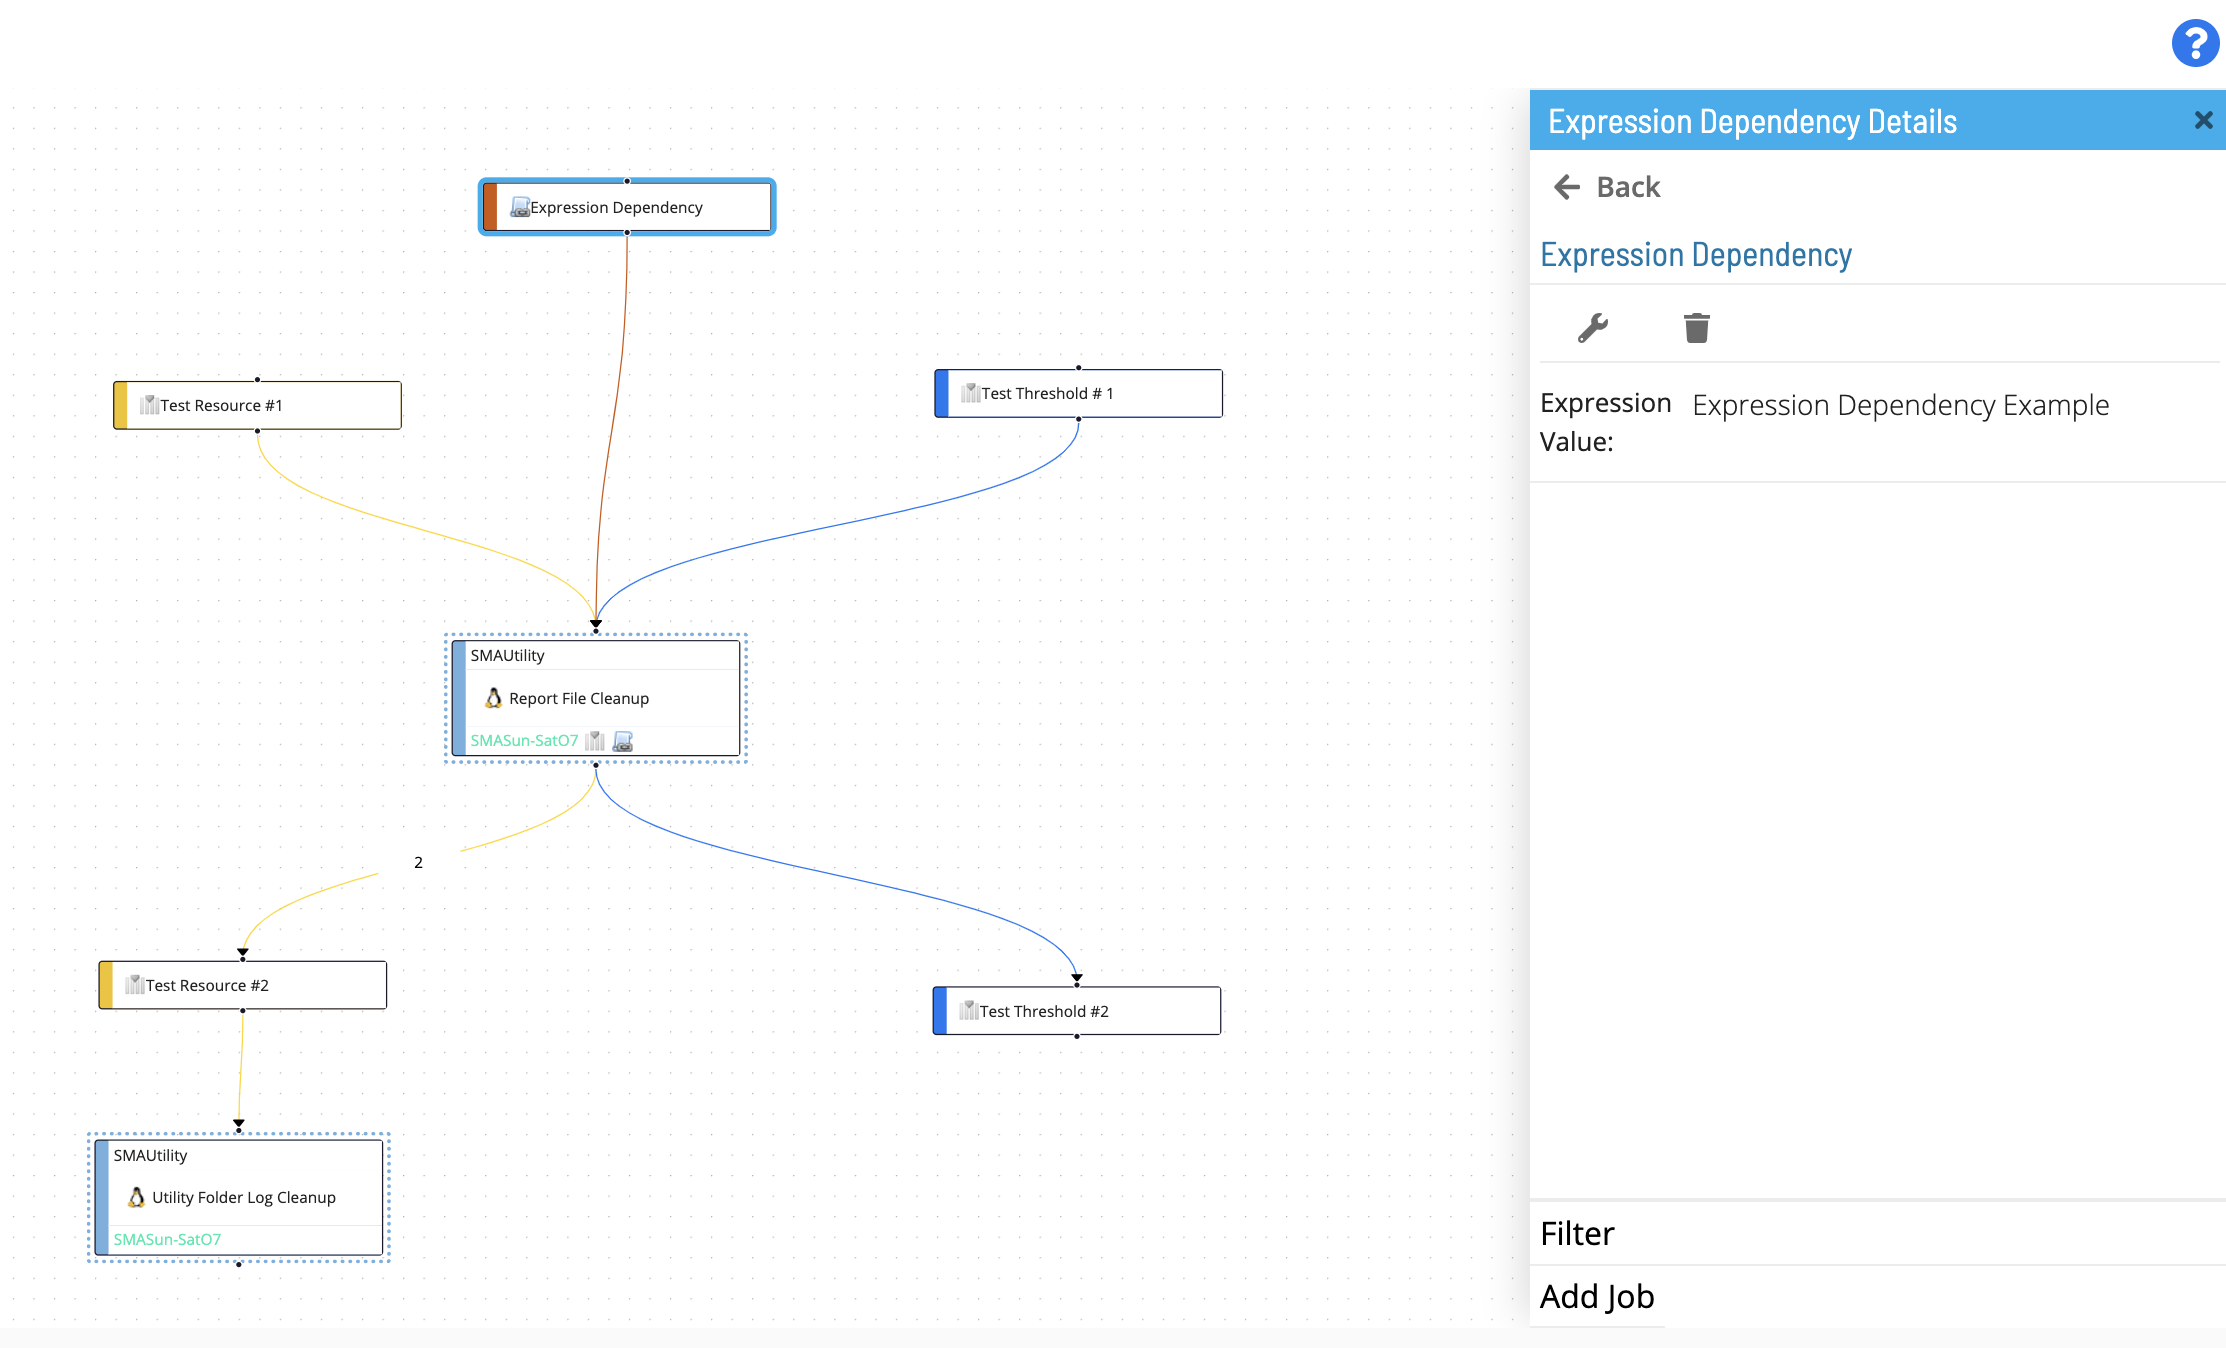 Expression Dependency
Test Resource #1
Test Threshold # 1
SMAUtility
Report File Cleanup
SMASun-SatO7
2
Test Resource #2
Test Threshold #2
SMAUtility
Utility Folder Log Cleanup
SMASun-SatO7
?
Expression Dependency Details
Back
Expression Dependency
Expression Expression Dependency Example
Value:
Filter
Add Job